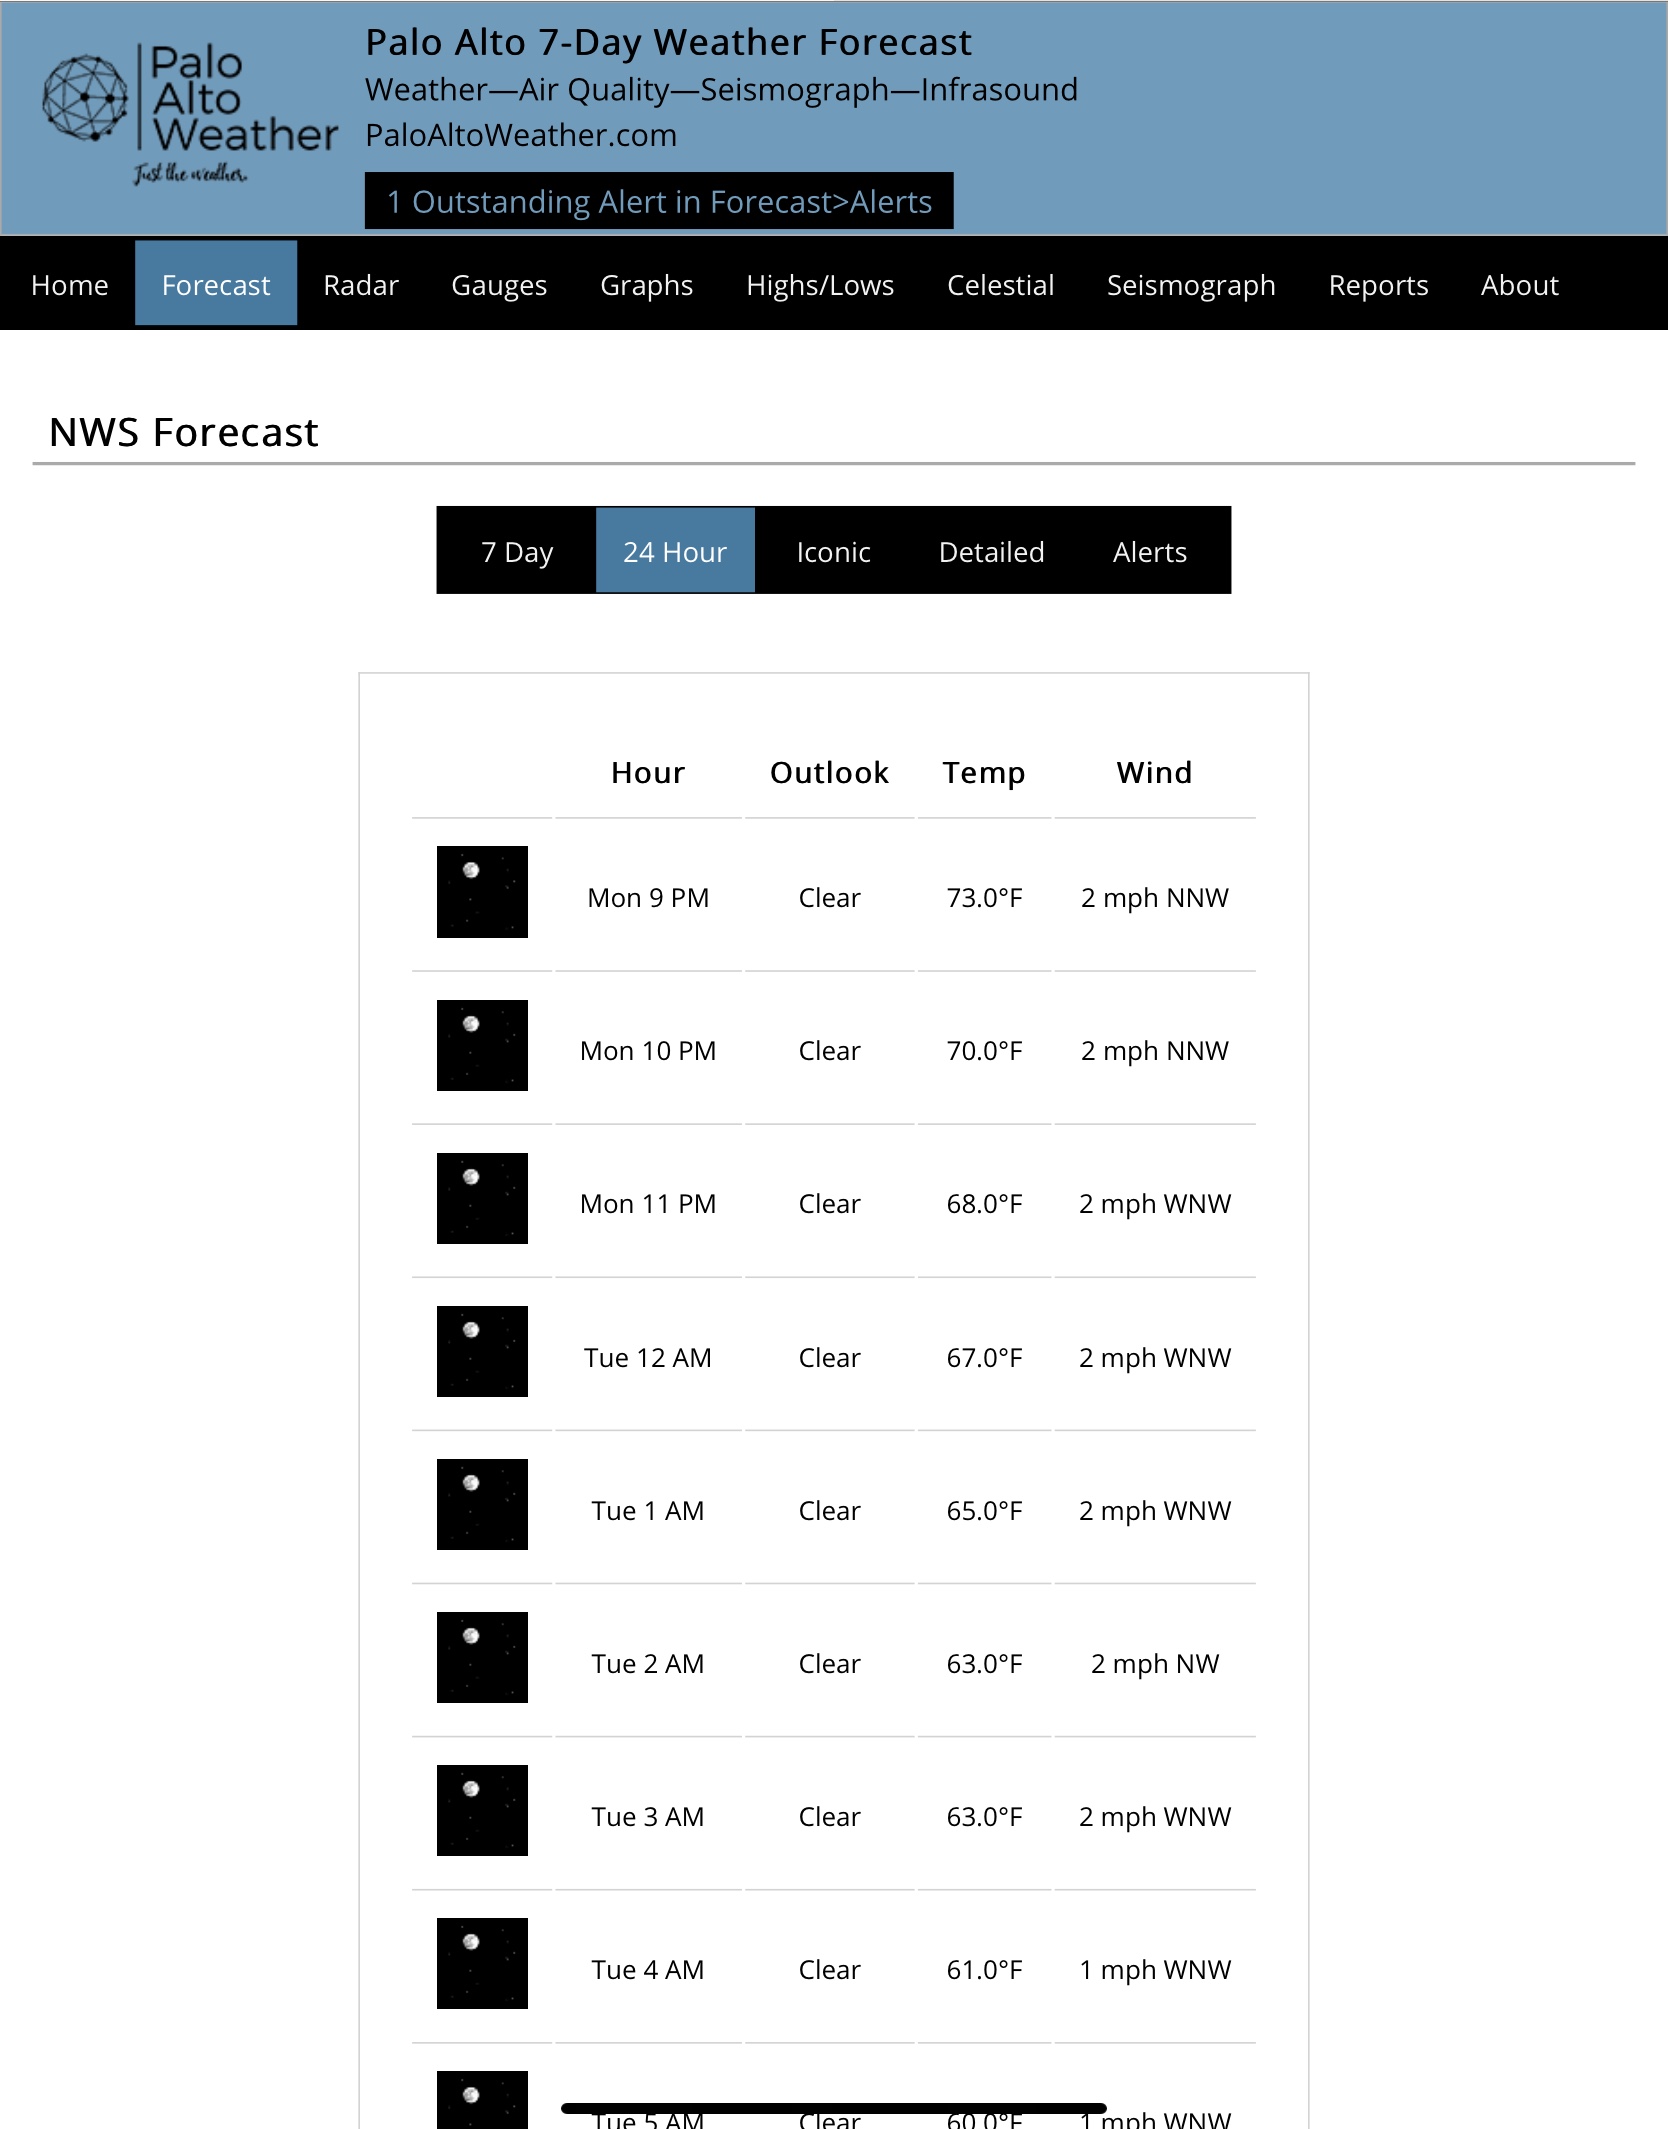 Palo
Alto
Weather
Just the weather.
Palo Alto 7-Day Weather Forecast
Weather—Air Quality—Seismograph—Infrasound
PaloAltoWeather.com
1 Outstanding Alert in Forecast>Alerts
Home Forecast Radar Gauges Graphs Highs/Lows Celestial Seismograph Reports About
NWS Forecast
7 Day 24 Hour Iconic Detailed Alerts
Hour Outlook Temp Wind
Mon 9 PM Clear 73.0°F 2 mph NNW
Mon 10 PM Clear 70.0°F 2 mph NNW
Mon 11 PM Clear 68.0°F 2 mph WNW
Tue 12 AM Clear 67.0°F 2 mph WNW
Tue 1 AM Clear 65.0°F 2 mph WNW
Tue 2 AM Clear 63.0°F 2 mph NW
Tue 3 AM Clear 63.0°F 2 mph WNW
Tue 4 AM Clear 61.0°F 1 mph WNW
Tue 5 AM Clear 60.0°F 1 mph WNW